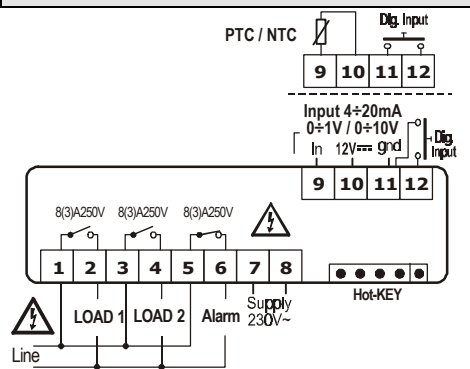 PTC / NTC
Dig. Input
9 10 11 12
Input 4÷20mA
0÷1V / 0÷10V
In 12V⎓ gnd
Dig.
Input
9 10 11 12
8(3)A250V 8(3)A250V 8(3)A250V
1 2 3 4 5 6 7 8
Hot-KEY
LOAD 1 LOAD 2 Alarm
Supply
230V~
Line